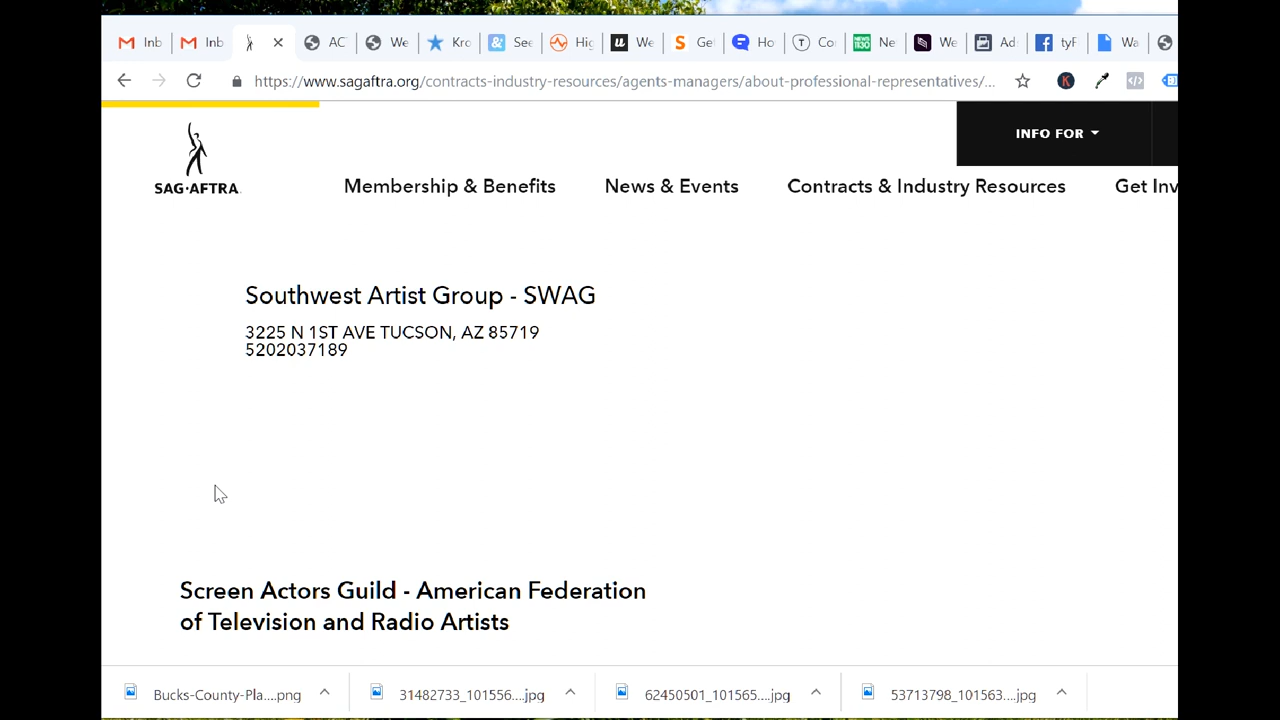 Inb
Inb
AC
We
Kro
See
Hig
We
Ge
Ho
Co
Ne
We
Ad
tyF
Wa
https://www.sagaftra.org/contracts-industry-resources/agents-managers/about-professional-representatives/...
INFO FOR
SAG·AFTRA
Membership & Benefits
News & Events
Contracts & Industry Resources
Get Inv
Southwest Artist Group - SWAG
3225 N 1ST AVE TUCSON, AZ 85719
5202037189
Screen Actors Guild - American Federation
of Television and Radio Artists
Bucks-County-Pla....png
31482733_101556....jpg
62450501_101565....jpg
53713798_101563....jpg